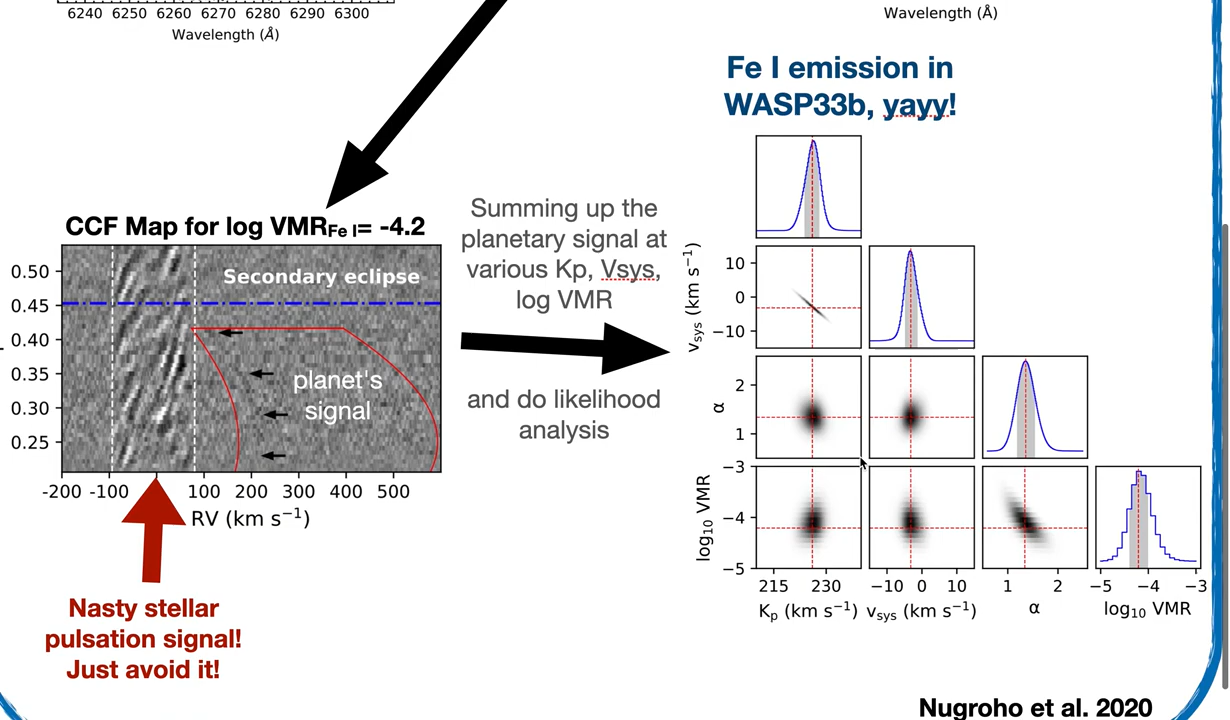 6240 6250 6260 6270 6280 6290 6300
Wavelength (Å)
Wavelength (Å)
Fe I emission in
WASP33b, yayy!
CCF Map for log VMRFe I= -4.2
Secondary eclipse
planet's
signal
0.50
0.45
0.40
0.35
0.30
0.25
-200 -100 0 100 200 300 400 500
RV (km s−1)
Nasty stellar
pulsation signal!
Just avoid it!
Summing up the
planetary signal at
various Kp, Vsys,
log VMR
and do likelihood
analysis
vsys (km s−1)
10
0
−10
α
2
1
log10 VMR
−3
−4
−5
215 230
Kp (km s−1)
−10 0 10
vsys (km s−1)
1 2
α
−5 −4 −3
log10 VMR
Nugroho et al. 2020